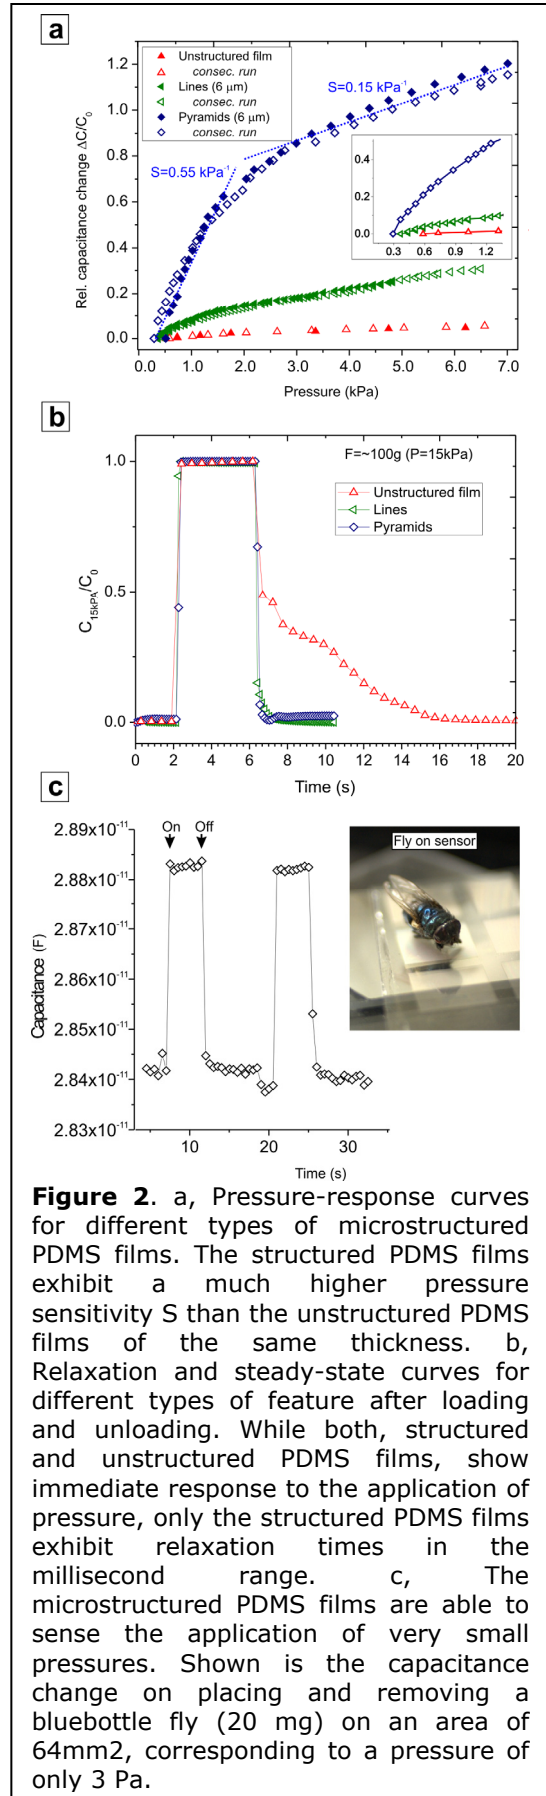 a
Unstructured film
consec. run
Lines (6 μm)
consec. run
Pyramids (6 μm)
consec. run
S=0.15 kPa⁻¹
S=0.55 kPa⁻¹
Rel. capacitance change ΔC/C₀
1.2
1.0
0.8
0.6
0.4
0.2
0.0
0.4
0.2
0.0
0.3 0.6 0.9 1.2
0.0 1.0 2.0 3.0 4.0 5.0 6.0 7.0
Pressure (kPa)
b
F=~100g (P=15kPa)
Unstructured film
Lines
Pyramids
C₁₅ₖPA/C₀
1.0
0.5
0.0
0 2 4 6 8 10 12 14 16 18 20
Time (s)
c
On Off
Fly on sensor
Capacitance (F)
2.89x10⁻¹¹
2.88x10⁻¹¹
2.87x10⁻¹¹
2.86x10⁻¹¹
2.85x10⁻¹¹
2.84x10⁻¹¹
2.83x10⁻¹¹
10 20 30
Time (s)
Figure 2. a, Pressure-response curves
for different types of microstructured
PDMS films. The structured PDMS films
exhibit a much higher pressure
sensitivity S than the unstructured PDMS
films of the same thickness. b,
Relaxation and steady-state curves for
different types of feature after loading
and unloading. While both, structured
and unstructured PDMS films, show
immediate response to the application of
pressure, only the structured PDMS films
exhibit relaxation times in the
millisecond range. c, The
microstructured PDMS films are able to
sense the application of very small
pressures. Shown is the capacitance
change on placing and removing a
bluebottle fly (20 mg) on an area of
64mm2, corresponding to a pressure of
only 3 Pa.